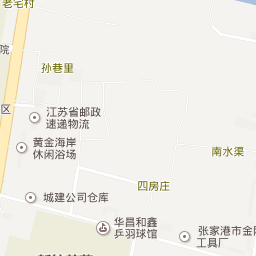 老宅村
院
孙巷里
区
江苏省邮政
速递物流
黄金海岸
休闲浴场
南水渠
四房庄
城建公司仓库
华昌和鑫
乒羽球馆
张家港市金
工具厂